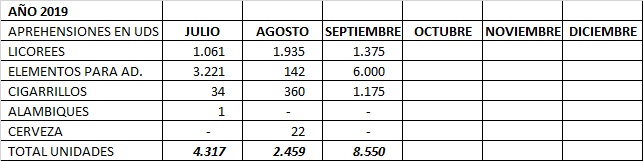 AÑO 2019
APREHENSIONES EN UDS JULIO AGOSTO SEPTIEMBRE OCTUBRE NOVIEMBRE DICIEMBRE
LICOREES 1.061 1.935 1.375
ELEMENTOS PARA AD. 3.221 142 6.000
CIGARRILLOS 34 360 1.175
ALAMBIQUES 1 - -
CERVEZA - 22 -
TOTAL UNIDADES 4.317 2.459 8.550